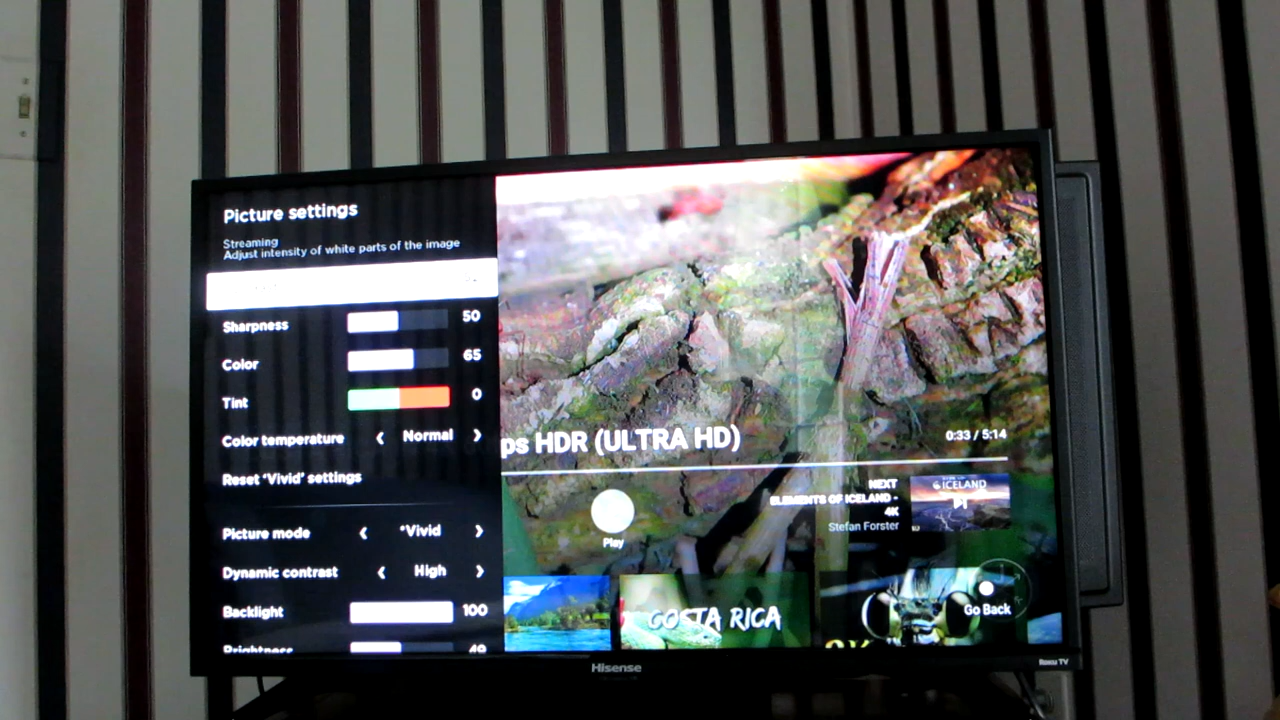 Picture settings
Streaming
Adjust intensity of white parts of the image
Sharpness 50
Color 65
Tint 0
Color temperature < Normal >
Reset 'Vivid' settings
Picture mode < *Vivid >
Dynamic contrast < High >
Backlight 100
Brightness 49
ps HDR (ULTRA HD)
0:33 / 5:14
Play
NEXT
ELEMENTS OF ICELAND -
4K
Stefan Forster
ICELAND
COSTA RICA
Go Back
Hisense
Roku TV